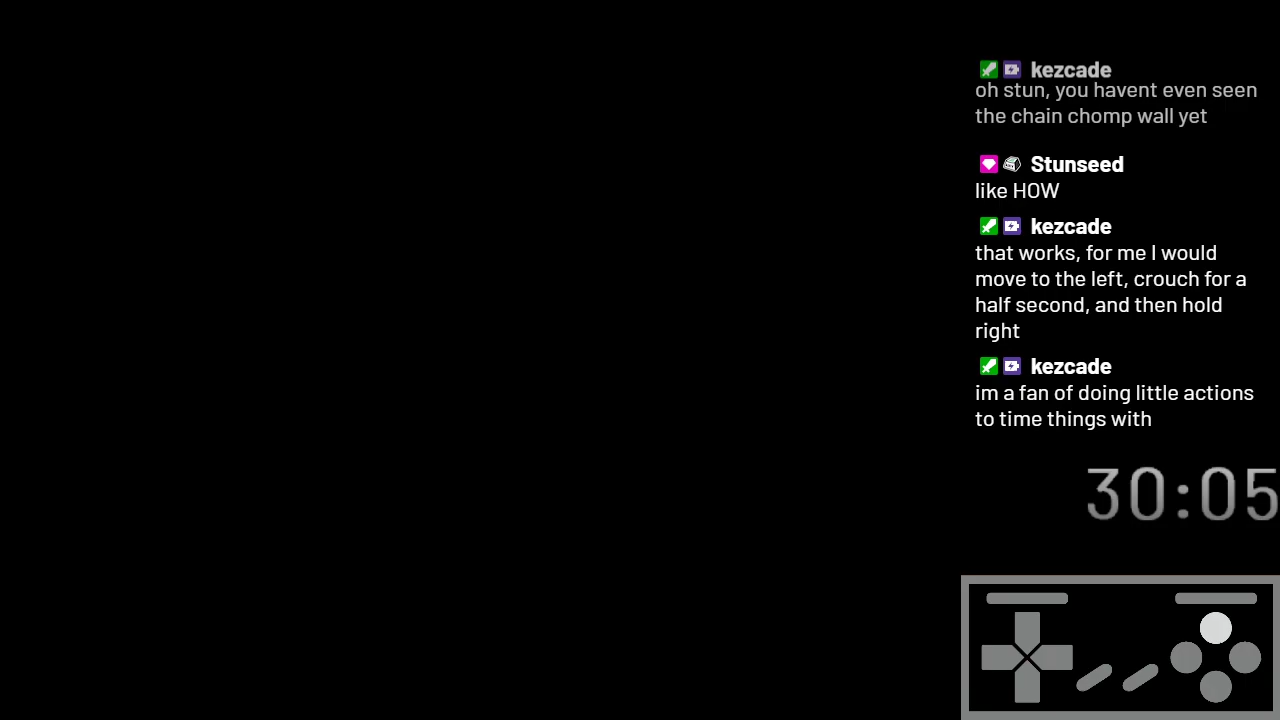 kezcade
oh stun, you havent even seen
the chain chomp wall yet
Stunseed
like HOW
kezcade
that works, for me I would
move to the left, crouch for a
half second, and then hold
right
kezcade
im a fan of doing little actions
to time things with
30:05